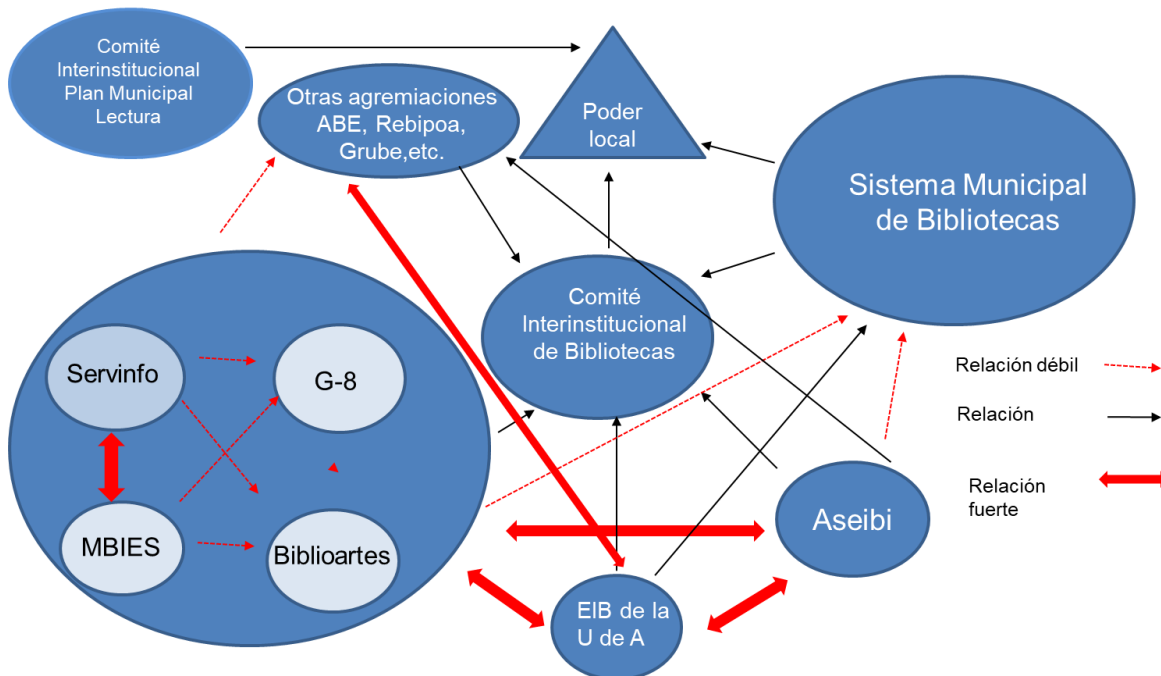 Comité
Interinstitucional
Plan Municipal
Lectura
Otras agremiaciones
ABE, Rebipoa,
Grube,etc.
Poder
local
Sistema Municipal
de Bibliotecas
Comité
Interinstitucional
de Bibliotecas
Servinfo
G-8
MBIES
Biblioartes
Aseibi
EIB de la
U de A
Relación débil
Relación
Relación
fuerte